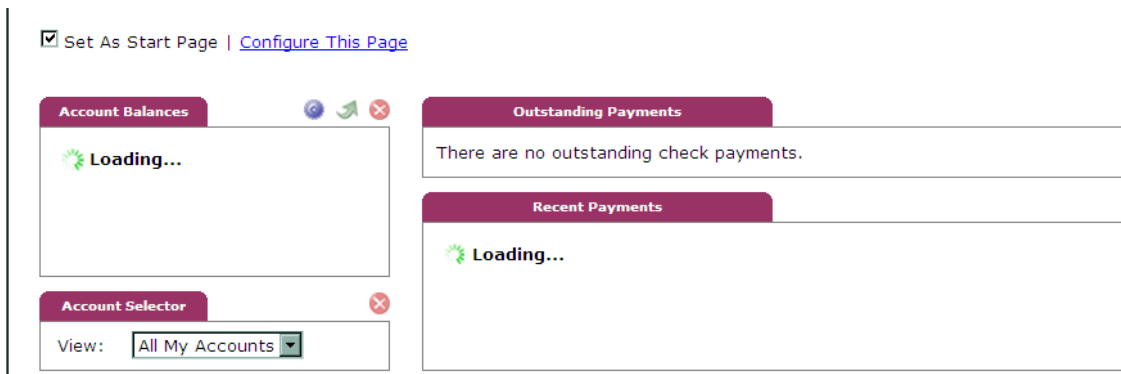 Set As Start Page | Configure This Page
Account Balances
Loading...
Account Selector
View: All My Accounts
Outstanding Payments
There are no outstanding check payments.
Recent Payments
Loading...